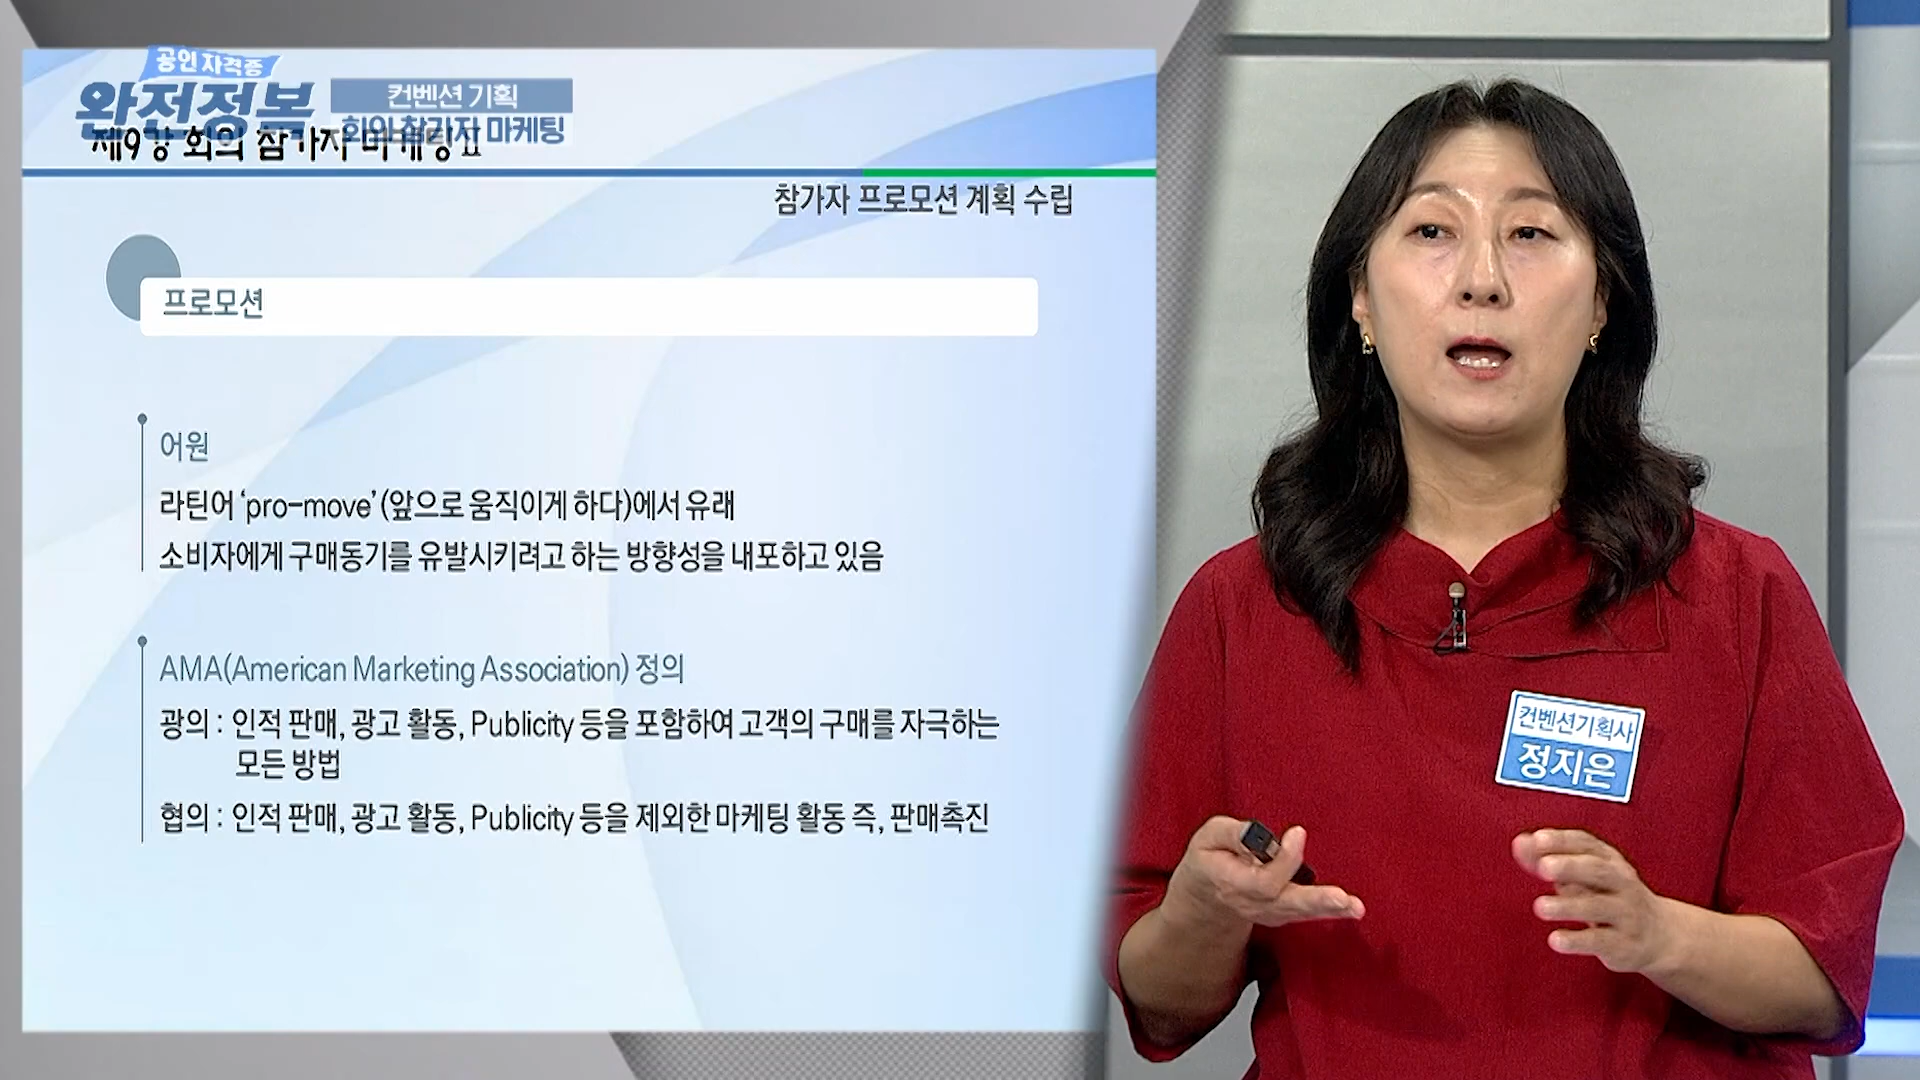 공인 자격증
완전정복
컨벤션 기획
회의 참가자 마케팅
제9강 회의 참가자 마케팅 II
참가자 프로모션 계획 수립
프로모션
어원
라틴어 ‘pro-move’(앞으로 움직이게 하다)에서 유래
소비자에게 구매동기를 유발시키려고 하는 방향성을 내포하고 있음
AMA(American Marketing Association) 정의
광의 : 인적 판매, 광고 활동, Publicity 등을 포함하여 고객의 구매를 자극하는
모든 방법
협의 : 인적 판매, 광고 활동, Publicity 등을 제외한 마케팅 활동 즉, 판매촉진
컨벤션기획사
정지은